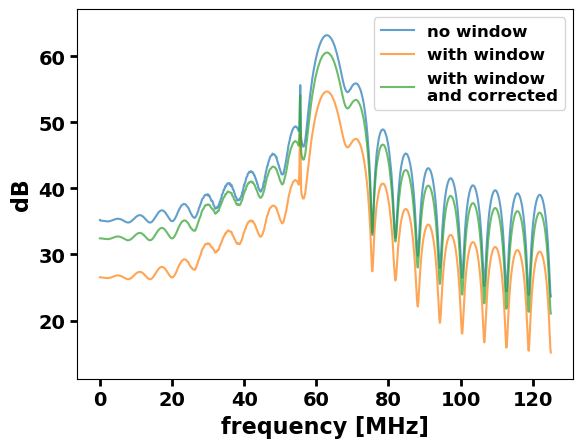 no window
with window
with window
and corrected
dB
60
50
40
30
20
0 20 40 60 80 100 120
frequency [MHz]